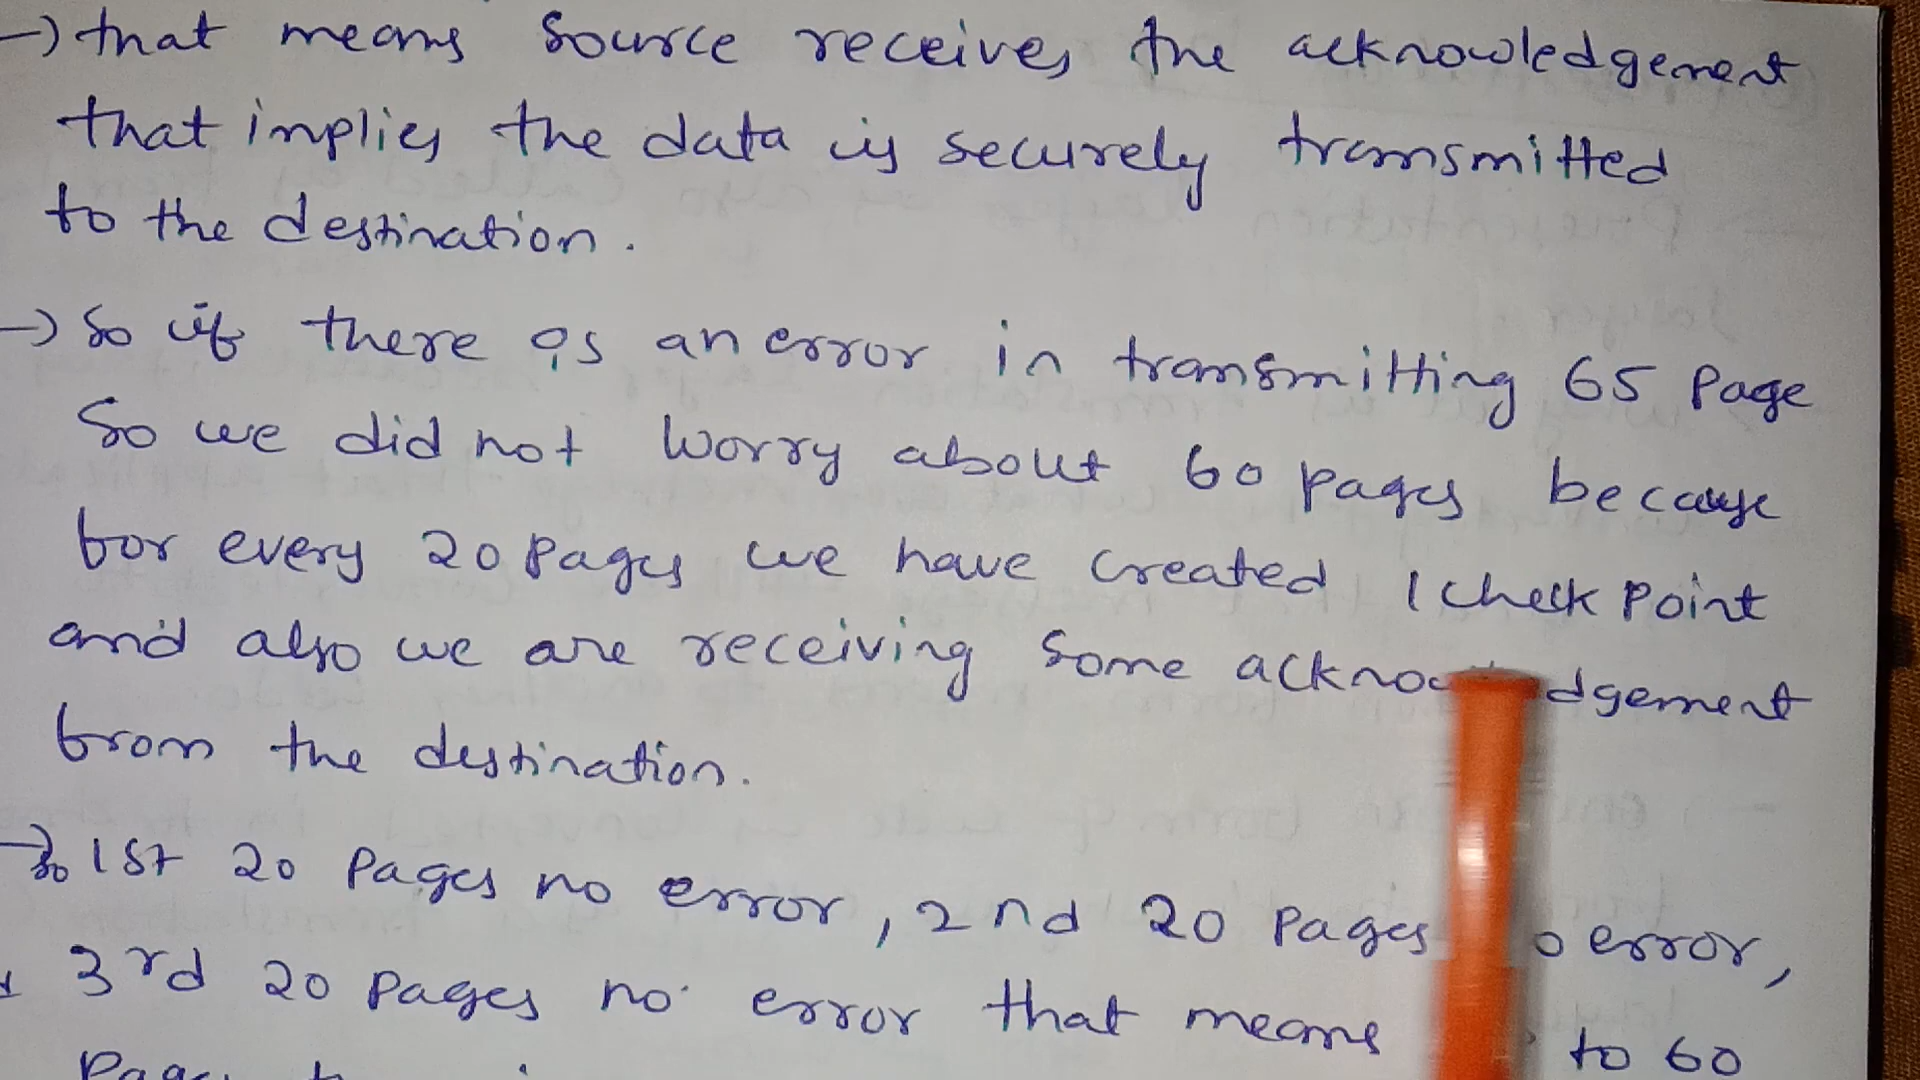 → that means source receives the acknowledgement
that implies the data is securely transmitted
to the destination.
→ So if there is an error in transmitting 65 Page
So we did not worry about 60 pages because
for every 20 Pages we have created 1 check Point
and also we are receiving some acknowledgement
from the destination.
→ So 1st 20 Pages no error, 2nd 20 Pages error,
3rd 20 Pages no error that means to 60